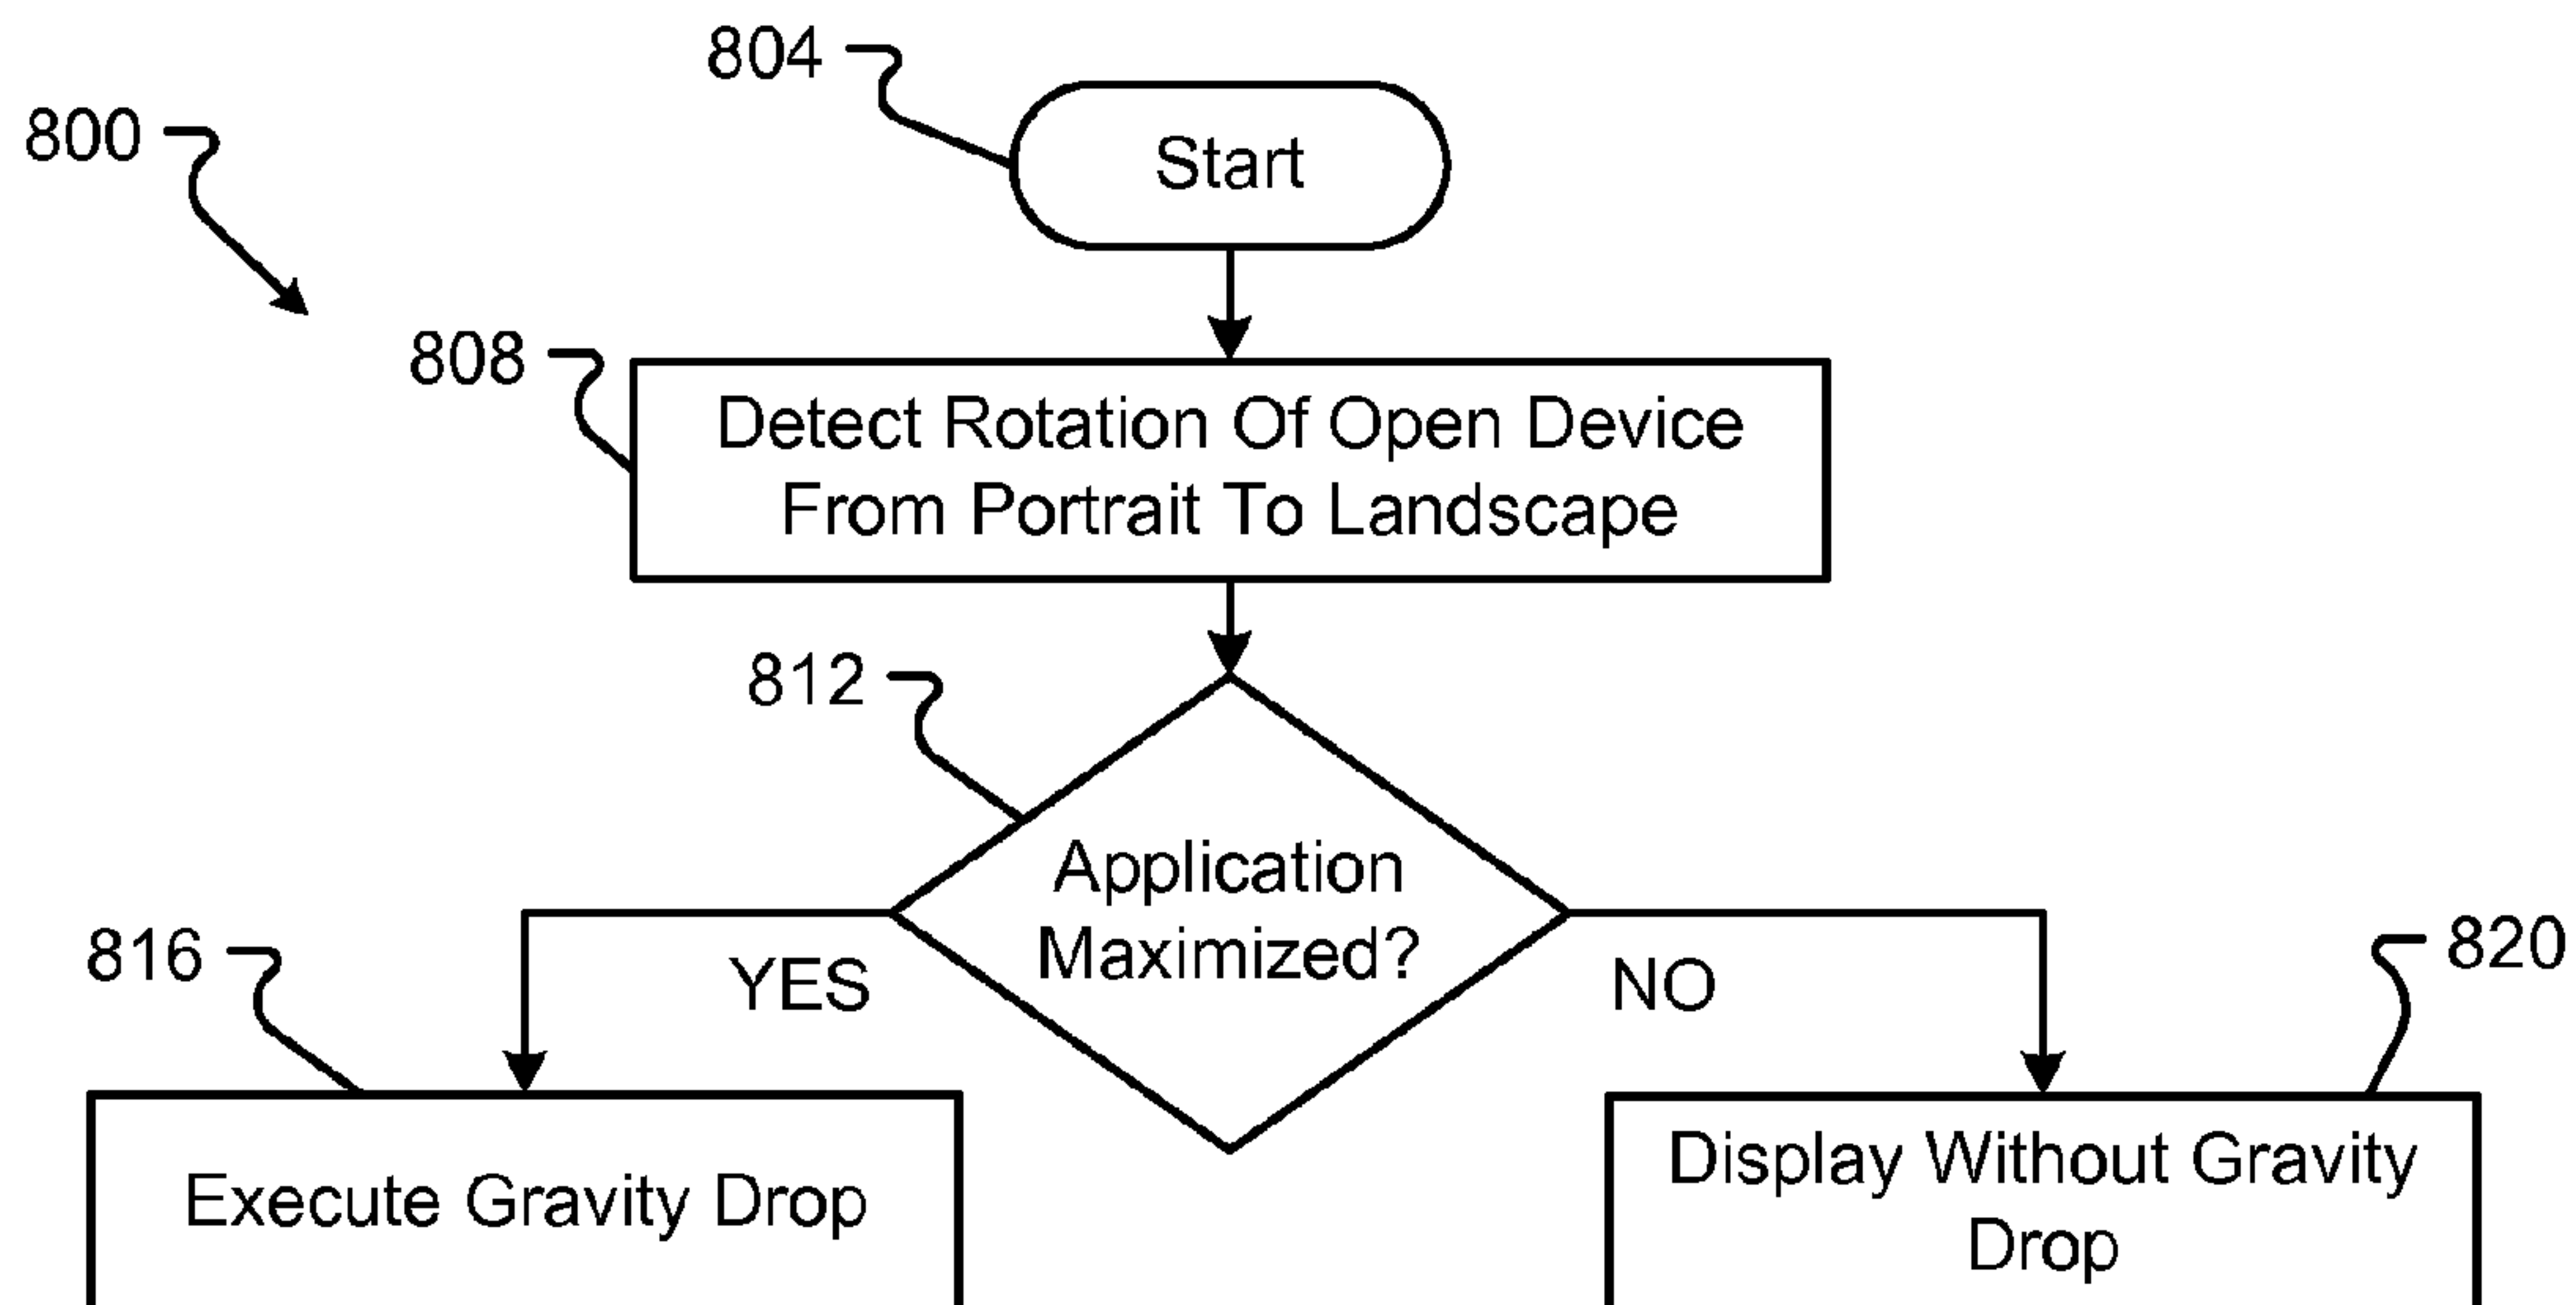 804
Start
800
808
Detect Rotation Of Open Device
From Portrait To Landscape
812
Application
Maximized?
YES
NO
816
820
Execute Gravity Drop
Display Without Gravity
Drop